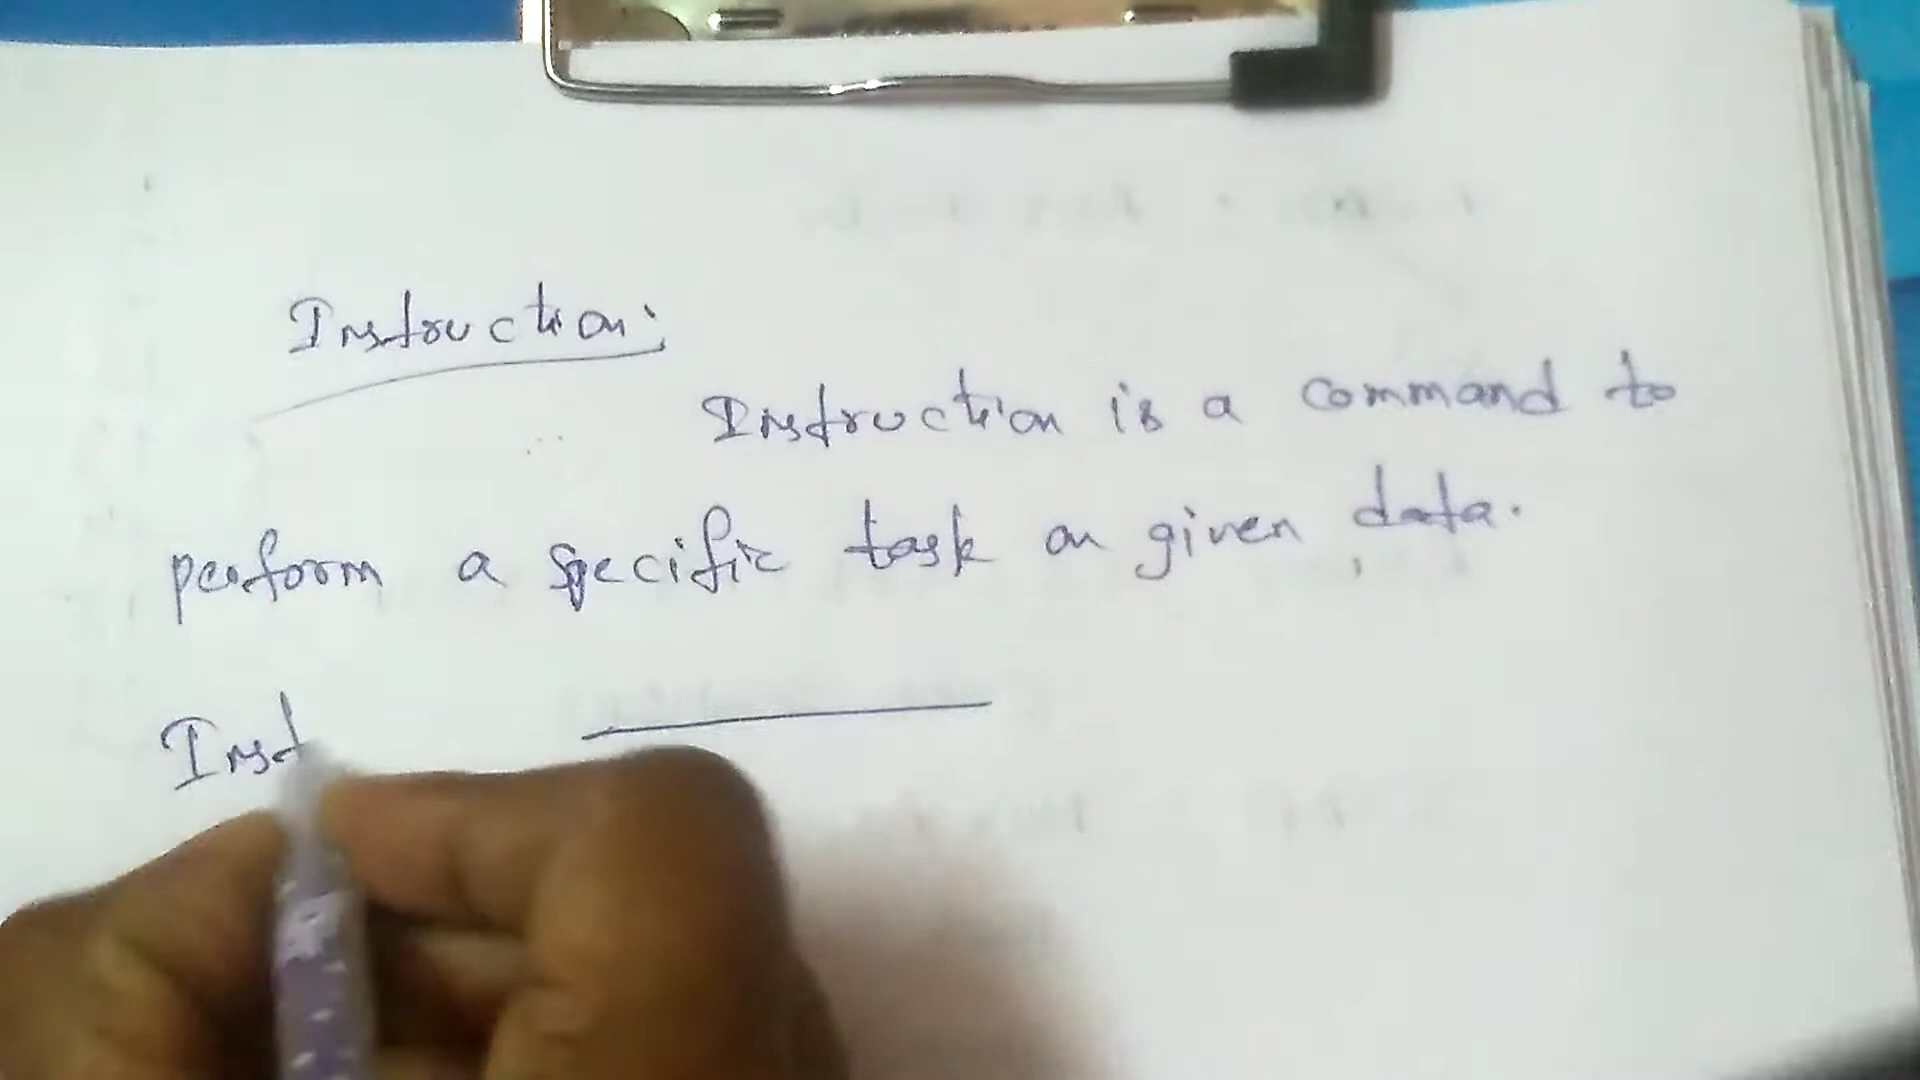 Instruction:
Instruction is a command to
perform a specific task on given data.
Inst